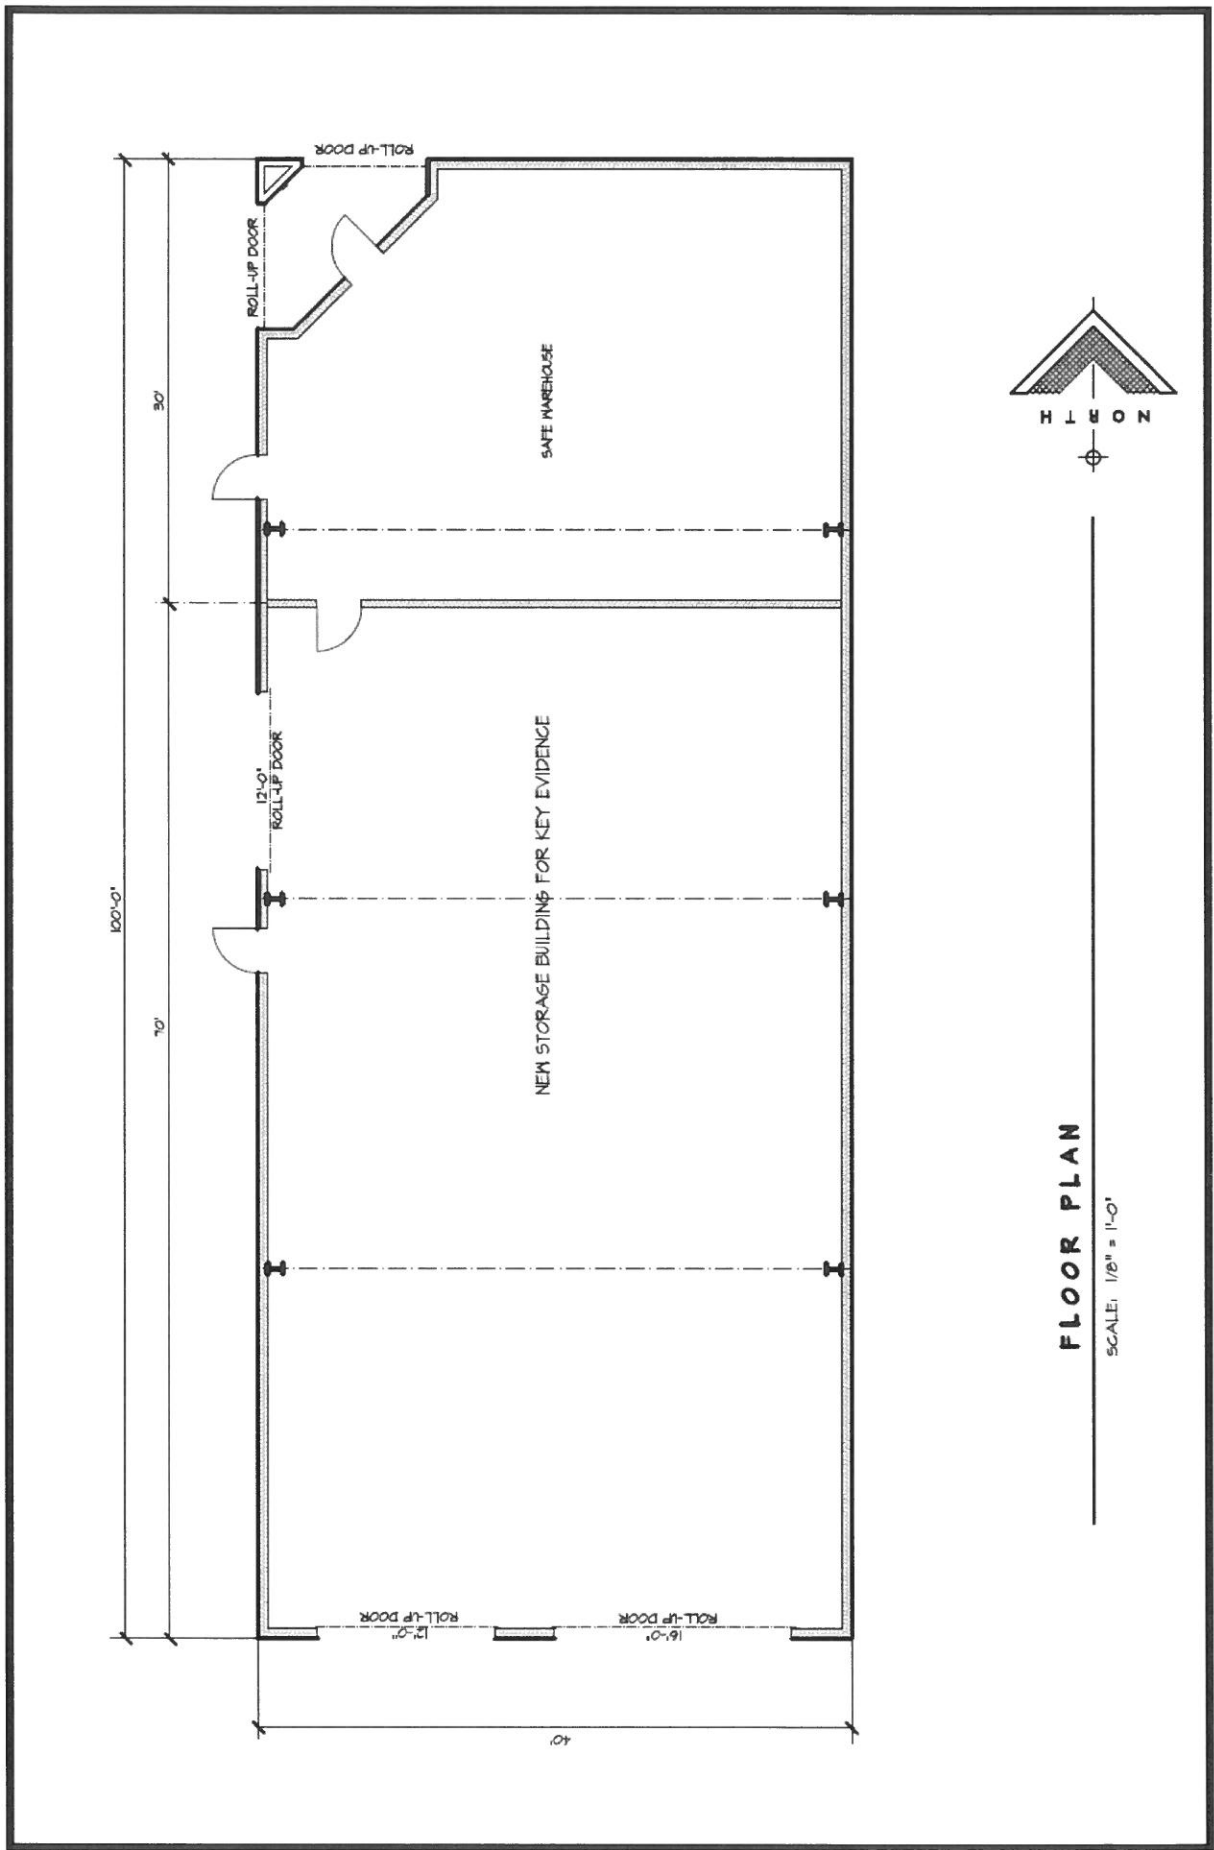 100'-0"
70'
30'
ROLL-UP DOOR
ROLL-UP DOOR
12'-0"
ROLL-UP DOOR
SAFE WAREHOUSE
NEW STORAGE BUILDING FOR KEY EVIDENCE
ROLL-UP DOOR
12'-0"
ROLL-UP DOOR
16'-0"
40'
NORTH
FLOOR PLAN
SCALE: 1/8" = 1'-0"